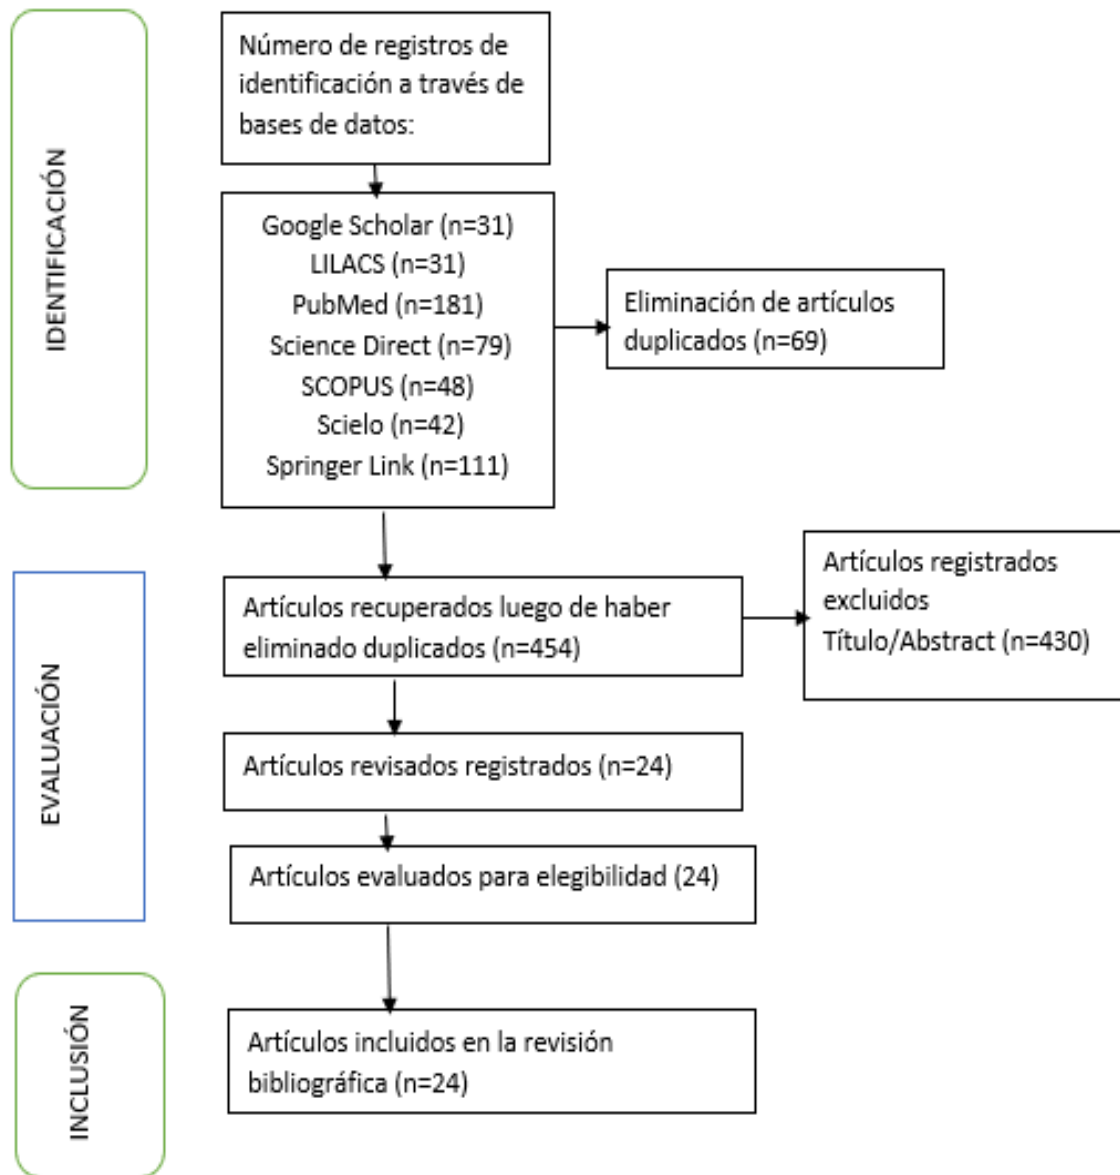 IDENTIFICACIÓN
Número de registros de
identificación a través de
bases de datos:
Google Scholar (n=31)
LILACS (n=31)
PubMed (n=181)
Science Direct (n=79)
SCOPUS (n=48)
Scielo (n=42)
Springer Link (n=111)
Eliminación de artículos
duplicados (n=69)
EVALUACIÓN
Artículos recuperados luego de haber
eliminado duplicados (n=454)
Artículos registrados
excluidos
Título/Abstract (n=430)
Artículos revisados registrados (n=24)
Artículos evaluados para elegibilidad (24)
INCLUSIÓN
Artículos incluidos en la revisión
bibliográfica (n=24)